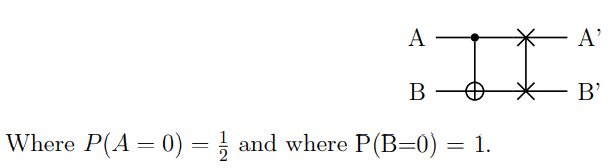 A A’
B B’
Where P(A = 0) = 1/2 and where P(B=0) = 1.